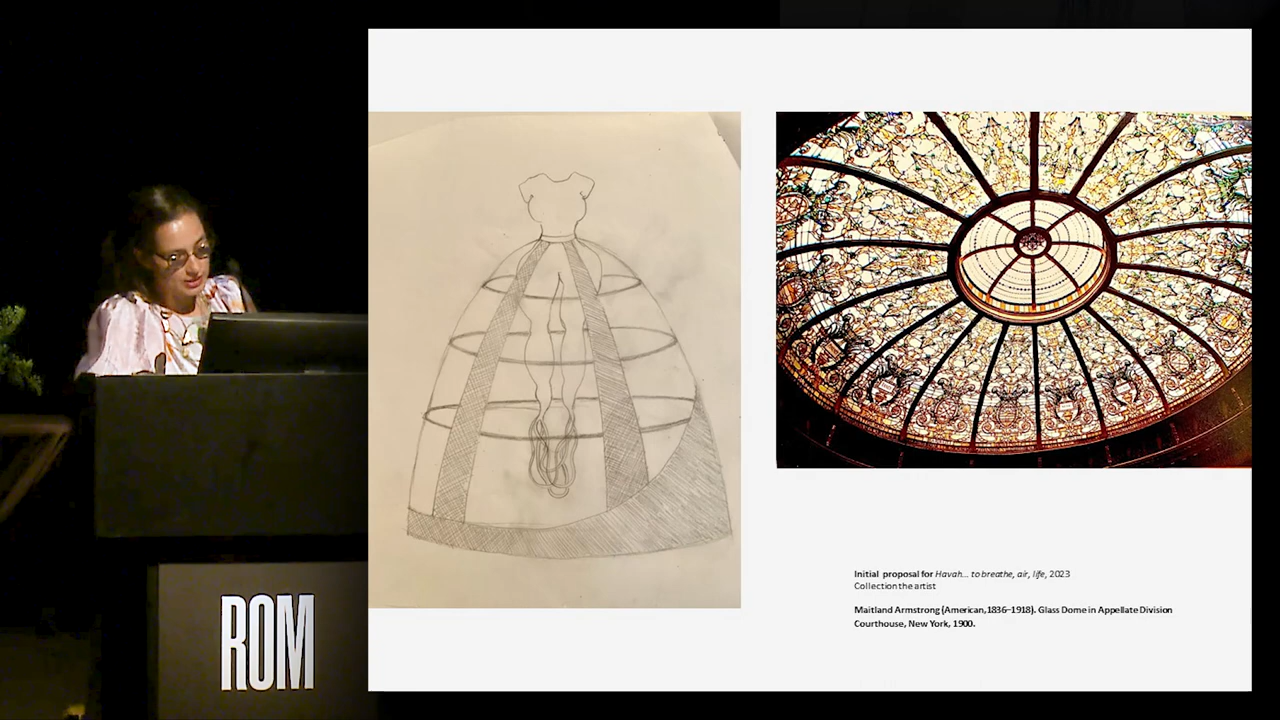 ROM
Initial proposal for Havah... to breathe, air, life, 2023
Collection the artist
Maitland Armstrong (American,1836–1918). Glass Dome in Appellate Division
Courthouse, New York, 1900.